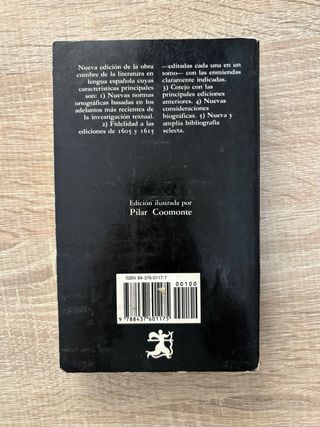 Nueva edición de la obra
cumbre de la literatura en
lengua española cuyas
características principales
son: 1) Nuevas normas
ortográficas basadas en los
adelantos más recientes de
la investigación textual.
2) Fidelidad a las
ediciones de 1605 y 1615
—editadas cada una en un
tomo— con las enmiendas
claramente indicadas.
3) Cotejo con las
principales ediciones
anteriores. 4) Nuevas
consideraciones
biográficas. 5) Nueva y
amplia bibliografía
selecta.
Edición ilustrada por
Pilar Coomonte
ISBN 84-376-0117-7
00100
9 788437 601175